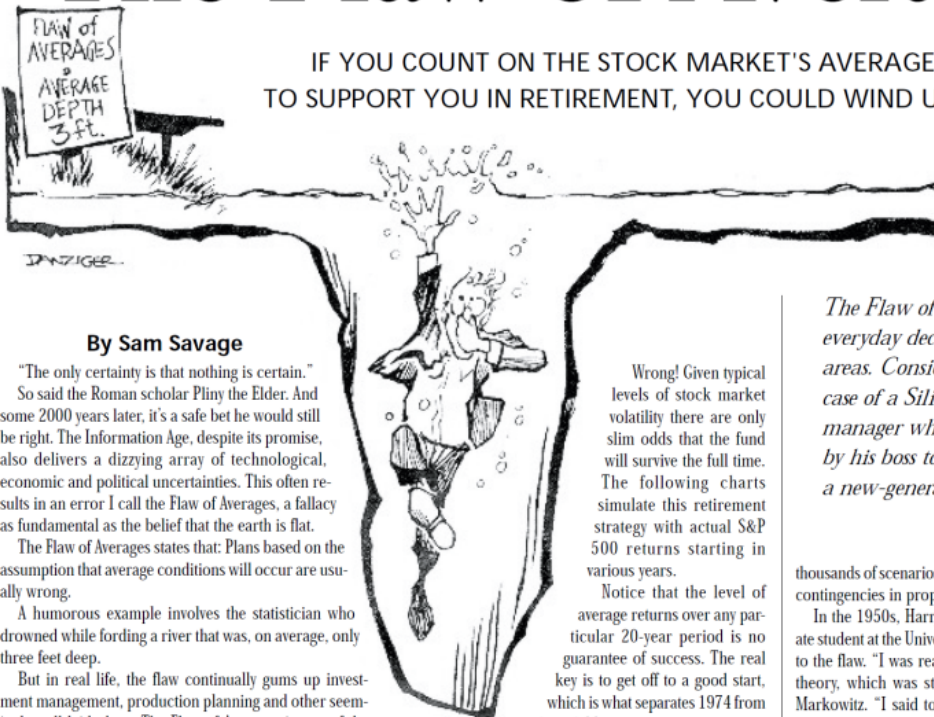 FLAW of
AVERAGES
AVERAGE
DEPTH
3 ft.
IF YOU COUNT ON THE STOCK MARKET'S AVERAGE
TO SUPPORT YOU IN RETIREMENT, YOU COULD WIND U
DANZIGER
By Sam Savage
"The only certainty is that nothing is certain."
So said the Roman scholar Pliny the Elder. And
some 2000 years later, it's a safe bet he would still
be right. The Information Age, despite its promise,
also delivers a dizzying array of technological,
economic and political uncertainties. This often re-
sults in an error I call the Flaw of Averages, a fallacy
as fundamental as the belief that the earth is flat.
The Flaw of Averages states that: Plans based on the
assumption that average conditions will occur are usu-
ally wrong.
A humorous example involves the statistician who
drowned while fording a river that was, on average, only
three feet deep.
But in real life, the flaw continually gums up invest-
ment management, production planning and other seem-
Wrong! Given typical
levels of stock market
volatility there are only
slim odds that the fund
will survive the full time.
The following charts
simulate this retirement
strategy with actual S&P
500 returns starting in
various years.
Notice that the level of
average returns over any par-
ticular 20-year period is no
guarantee of success. The real
key is to get off to a good start,
which is what separates 1974 from
The Flaw of
everyday dec
areas. Consi
case of a Sili
manager wh
by his boss to
a new-gener
thousands of scenario
contingencies in prop
In the 1950s, Harr
ate student at the Unive
to the flaw. "I was rea
theory, which was st
Markowitz. "I said to